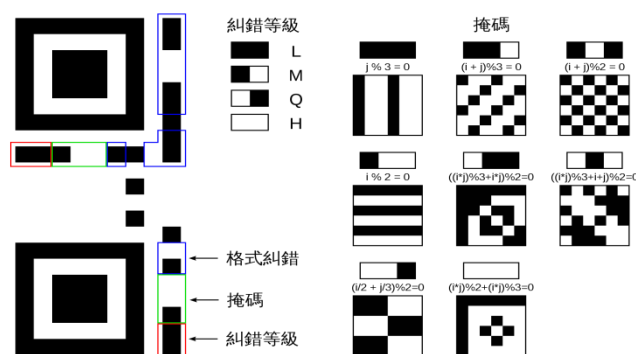 糾錯等級
L
M
Q
H
掩碼
j % 3 = 0
(i + j)%3 = 0
(i + j)%2 = 0
i % 2 = 0
((i*j)%3+i*j)%2=0
((i*j)%3+i+j)%2=0
(i/2 + j/3)%2=0
(i*j)%2+(i*j)%3=0
格式糾錯
掩碼
糾錯等級